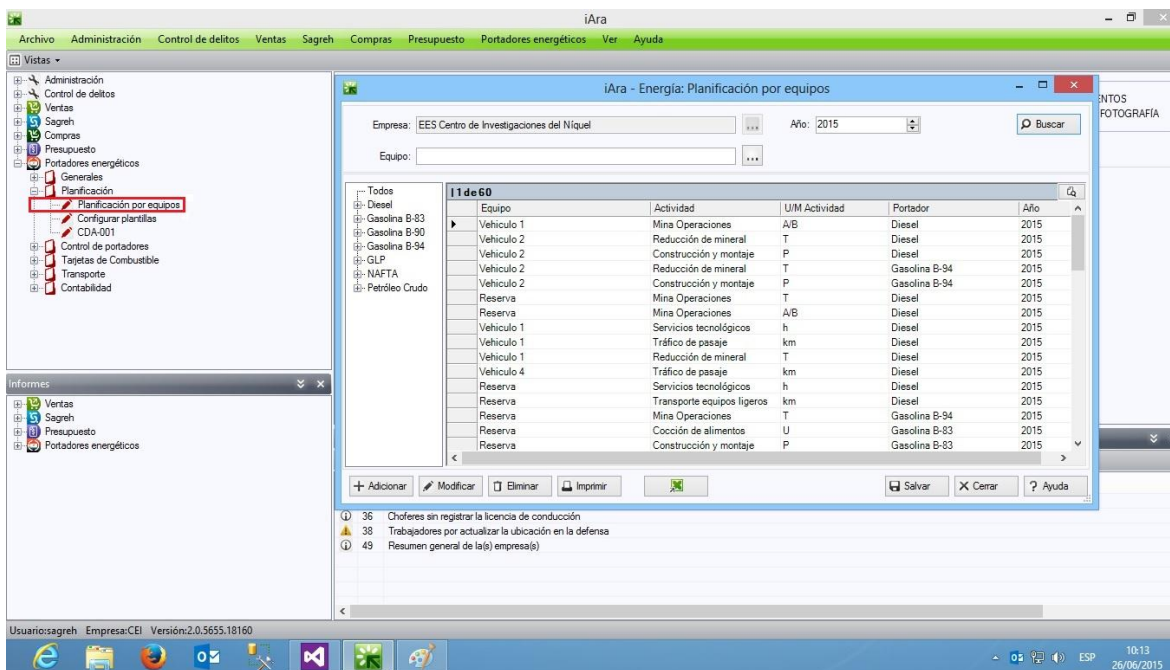 iAra
Archivo Administración Control de delitos Ventas Sagreh Compras Presupuesto Portadores energéticos Ver Ayuda
Vistas
Administración
Control de delitos
Ventas
Sagreh
Compras
Presupuesto
Portadores energéticos
Generales
Planificación
Planificación por equipos
Configurar plantillas
CDA-001
Control de portadores
Tarjetas de Combustible
Transporte
Contabilidad
Informes
Ventas
Sagreh
Presupuesto
Portadores energéticos
NTOS
FOTOGRAFÍA
iAra - Energía: Planificación por equipos
Empresa: EES Centro de Investigaciones del Níquel ... Año: 2015 Buscar
Equipo: ...
Todos
Diesel
Gasolina B-83
Gasolina B-90
Gasolina B-94
GLP
NAFTA
Petróleo Crudo
1 de 60
Equipo Actividad U/M Actividad Portador Año
Vehiculo 1 Mina Operaciones A/B Diesel 2015
Vehiculo 2 Reducción de mineral T Diesel 2015
Vehiculo 2 Construcción y montaje P Diesel 2015
Vehiculo 2 Reducción de mineral T Gasolina B-94 2015
Vehiculo 2 Construcción y montaje P Gasolina B-94 2015
Reserva Mina Operaciones T Diesel 2015
Reserva Mina Operaciones A/B Diesel 2015
Vehiculo 1 Servicios tecnológicos h Diesel 2015
Vehiculo 1 Tráfico de pasaje km Diesel 2015
Vehiculo 1 Reducción de mineral T Diesel 2015
Vehiculo 4 Tráfico de pasaje km Diesel 2015
Reserva Servicios tecnológicos h Diesel 2015
Reserva Transporte equipos ligeros km Diesel 2015
Reserva Mina Operaciones T Gasolina B-94 2015
Reserva Cocción de alimentos U Gasolina B-83 2015
Reserva Construcción y montaje P Gasolina B-83 2015
Adicionar Modificar Eliminar Imprimir Salvar Cerrar Ayuda
36 Choferes sin registrar la licencia de conducción
38 Trabajadores por actualizar la ubicación en la defensa
49 Resumen general de la(s) empresa(s)
Usuario:sagreh Empresa:CEI Versión:2.0.5655.18160
ESP 10:13
26/06/2015